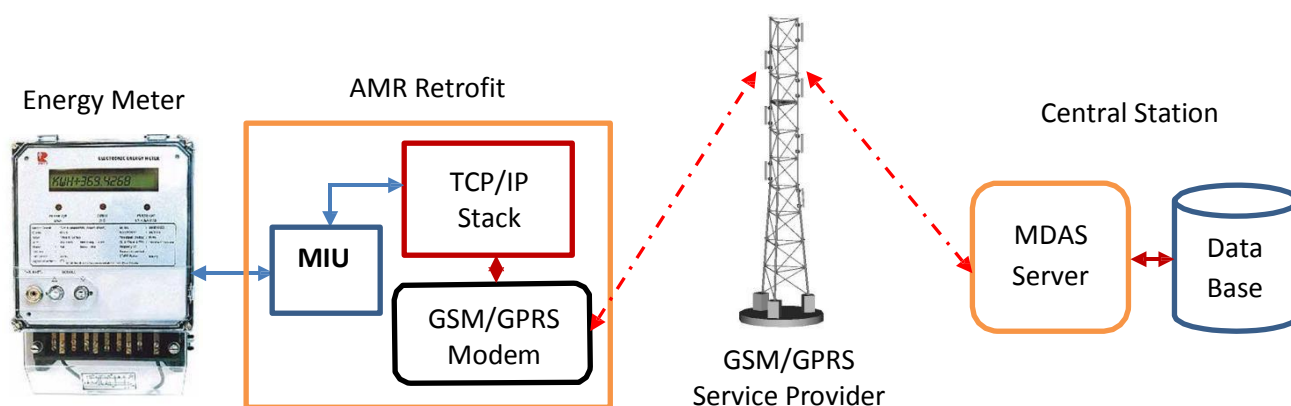 Energy Meter
ELECTRONIC ENERGY METER
KWH+369.4268
AMR Retrofit
TCP/IP
Stack
MIU
GSM/GPRS
Modem
GSM/GPRS
Service Provider
Central Station
MDAS
Server
Data
Base